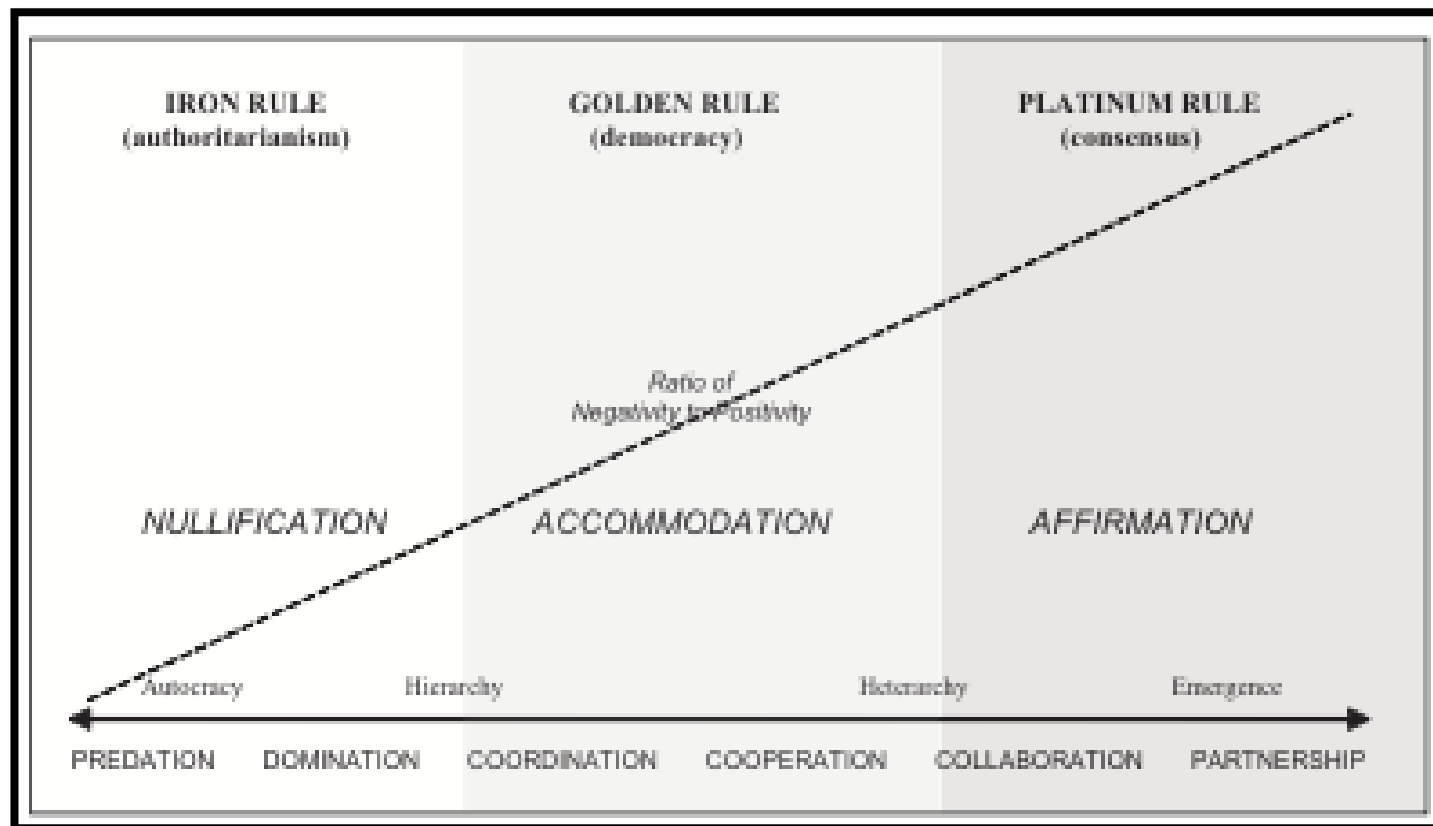 IRON RULE
(authoritarianism)
GOLDEN RULE
(democracy)
PLATINUM RULE
(consensus)
Ratio of
Negativity to Positivity
NULLIFICATION
ACCOMMODATION
AFFIRMATION
Autocracy
Hierarchy
Heterarchy
Emergence
PREDATION
DOMINATION
COORDINATION
COOPERATION
COLLABORATION
PARTNERSHIP